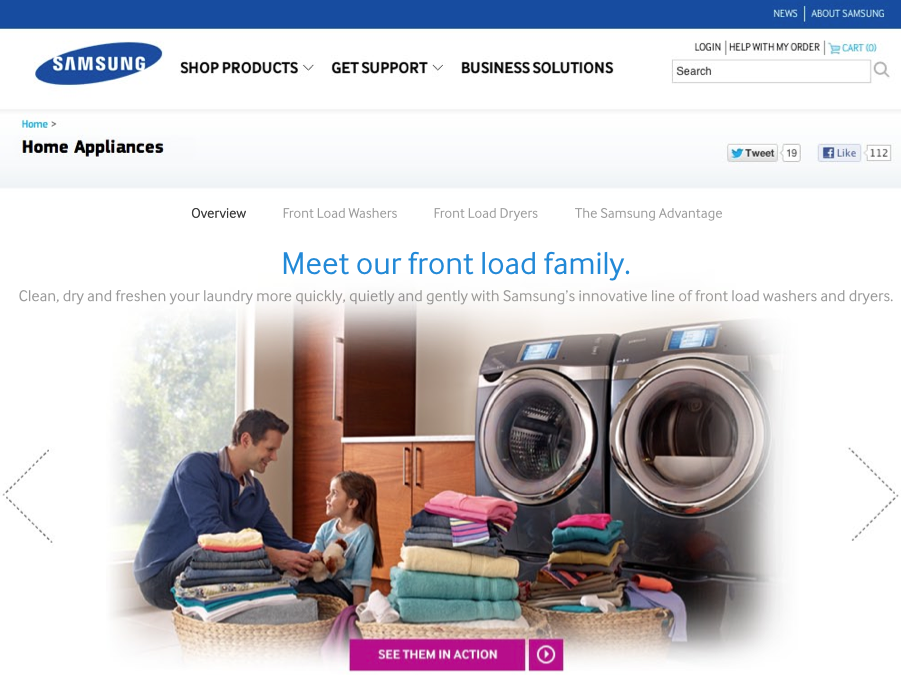 NEWS ABOUT SAMSUNG
SAMSUNG
SHOP PRODUCTS GET SUPPORT BUSINESS SOLUTIONS
LOGIN HELP WITH MY ORDER CART (0)
Search
Home >
Home Appliances
Tweet 19 Like 112
Overview Front Load Washers Front Load Dryers The Samsung Advantage
Meet our front load family.
Clean, dry and freshen your laundry more quickly, quietly and gently with Samsung's innovative line of front load washers and dryers.
SEE THEM IN ACTION